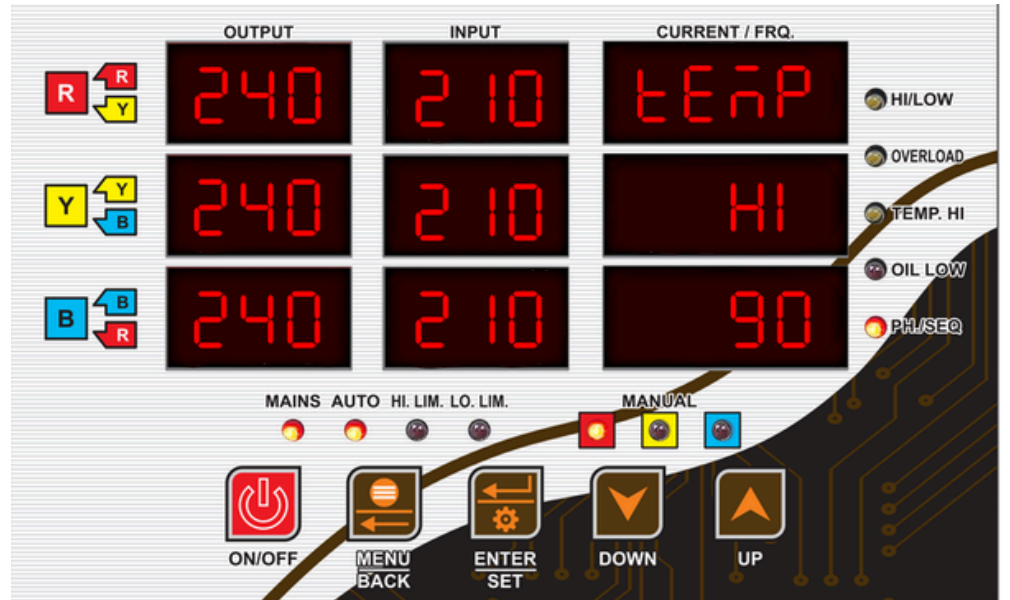 OUTPUT INPUT CURRENT / FRQ.
R R Y 240 210 tEmP
HI/LOW
OVERLOAD
Y Y B 240 210 HI
TEMP. HI
OIL LOW
B B R 240 210 90
PH./SEQ
MAINS AUTO HI. LIM. LO. LIM. MANUAL
ON/OFF MENU ENTER DOWN UP
BACK SET